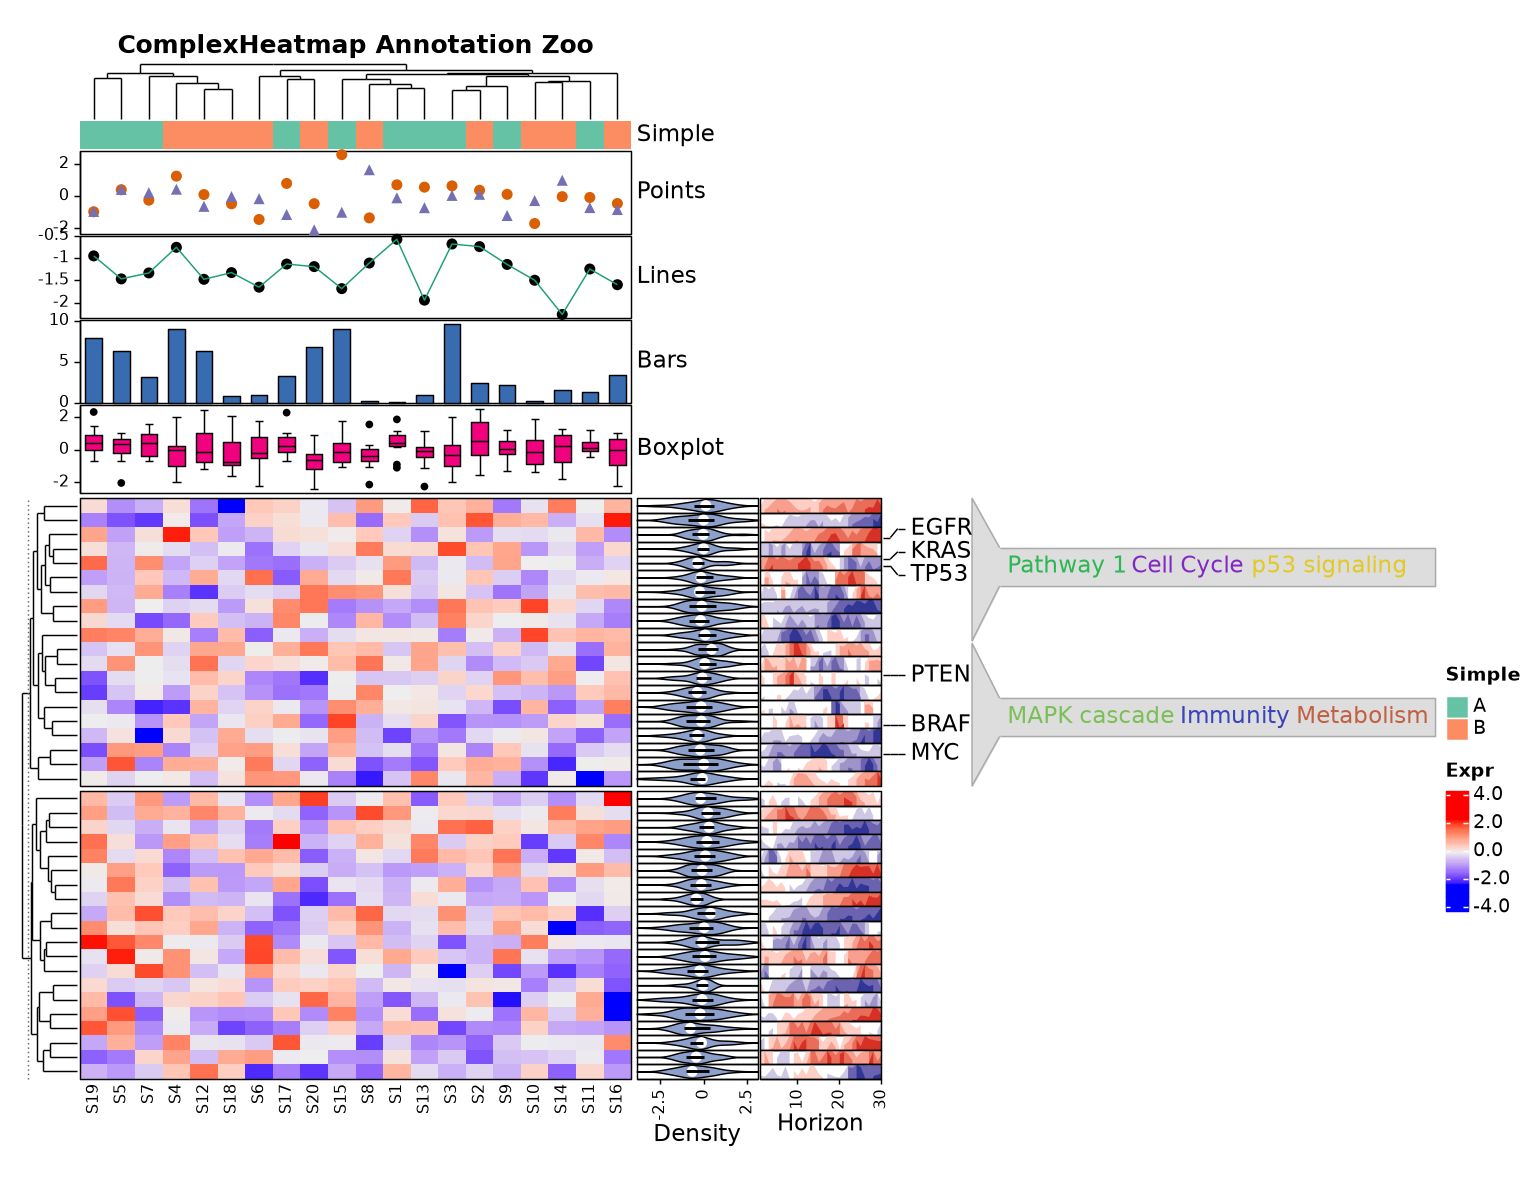 ComplexHeatmap Annotation Zoo
Simple
2
0
-2
Points
-0.5
-1
-1.5
-2
Lines
10
5
0
Bars
2
0
-2
Boxplot
EGFR
KRAS
TP53
PTEN
BRAF
MYC
Pathway 1 Cell Cycle p53 signaling
MAPK cascade Immunity Metabolism
Simple
A
B
Expr
4.0
2.0
0.0
-2.0
-4.0
S19 S5 S7 S4 S12 S18 S6 S17 S20 S15 S8 S1 S13 S3 S2 S9 S10 S14 S11 S16
-2.5 0 2.5
Density
10 20 30
Horizon